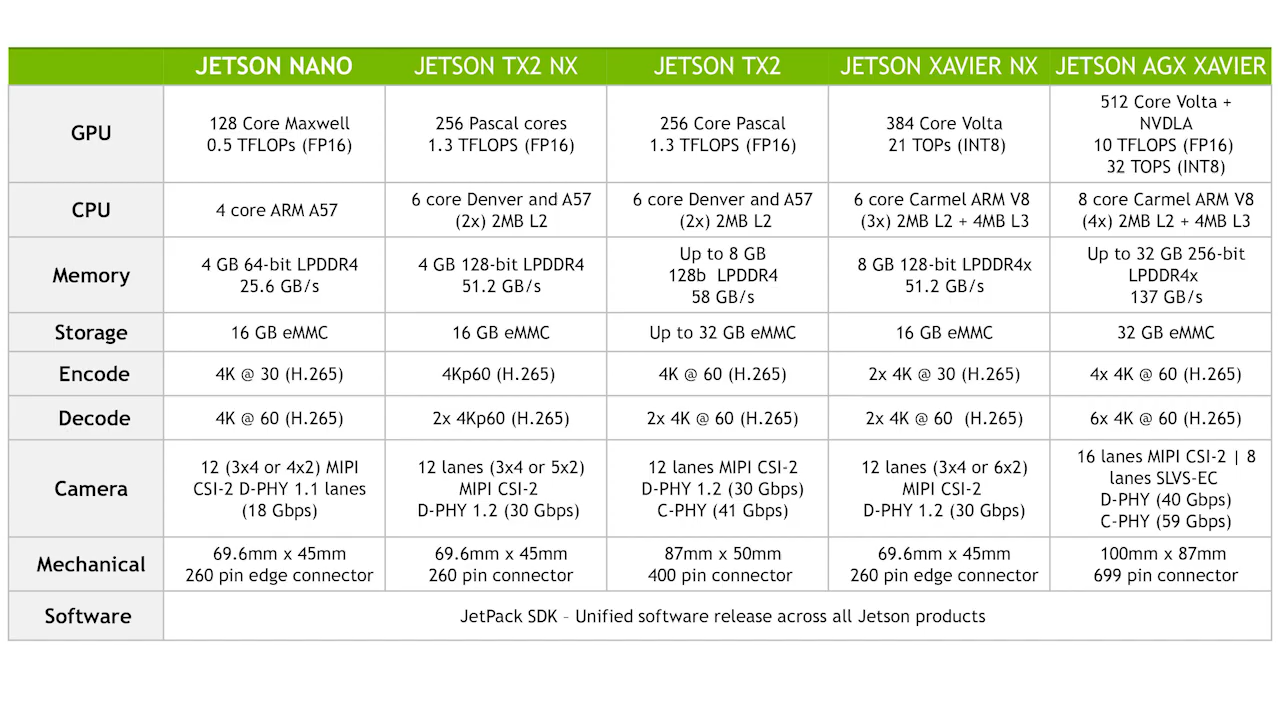 JETSON NANO JETSON TX2 NX JETSON TX2 JETSON XAVIER NX JETSON AGX XAVIER
GPU
128 Core Maxwell
0.5 TFLOPs (FP16)
256 Pascal cores
1.3 TFLOPS (FP16)
256 Core Pascal
1.3 TFLOPS (FP16)
384 Core Volta
21 TOPs (INT8)
512 Core Volta +
NVDLA
10 TFLOPS (FP16)
32 TOPS (INT8)
CPU
4 core ARM A57
6 core Denver and A57
(2x) 2MB L2
6 core Denver and A57
(2x) 2MB L2
6 core Carmel ARM V8
(3x) 2MB L2 + 4MB L3
8 core Carmel ARM V8
(4x) 2MB L2 + 4MB L3
Memory
4 GB 64-bit LPDDR4
25.6 GB/s
4 GB 128-bit LPDDR4
51.2 GB/s
Up to 8 GB
128b LPDDR4
58 GB/s
8 GB 128-bit LPDDR4x
51.2 GB/s
Up to 32 GB 256-bit
LPDDR4x
137 GB/s
Storage
16 GB eMMC
16 GB eMMC
Up to 32 GB eMMC
16 GB eMMC
32 GB eMMC
Encode
4K @ 30 (H.265)
4Kp60 (H.265)
4K @ 60 (H.265)
2x 4K @ 30 (H.265)
4x 4K @ 60 (H.265)
Decode
4K @ 60 (H.265)
2x 4Kp60 (H.265)
2x 4K @ 60 (H.265)
2x 4K @ 60 (H.265)
6x 4K @ 60 (H.265)
Camera
12 (3x4 or 4x2) MIPI
CSI-2 D-PHY 1.1 lanes
(18 Gbps)
12 lanes (3x4 or 5x2)
MIPI CSI-2
D-PHY 1.2 (30 Gbps)
12 lanes MIPI CSI-2
D-PHY 1.2 (30 Gbps)
C-PHY (41 Gbps)
12 lanes (3x4 or 6x2)
MIPI CSI-2
D-PHY 1.2 (30 Gbps)
16 lanes MIPI CSI-2 | 8
lanes SLVS-EC
D-PHY (40 Gbps)
C-PHY (59 Gbps)
Mechanical
69.6mm x 45mm
260 pin edge connector
69.6mm x 45mm
260 pin connector
87mm x 50mm
400 pin connector
69.6mm x 45mm
260 pin edge connector
100mm x 87mm
699 pin connector
Software
JetPack SDK – Unified software release across all Jetson products